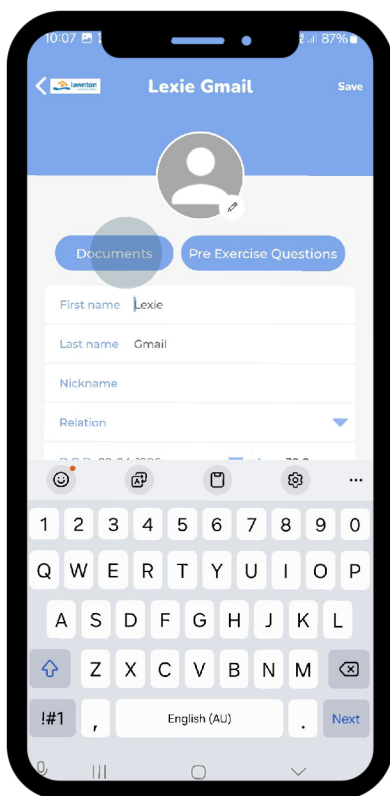 10:07 87%
lawnton Lexie Gmail Save
Documents Pre Exercise Questions
First name Lexie
Last name Gmail
Nickname
Relation
1 2 3 4 5 6 7 8 9 0
Q W E R T Y U I O P
A S D F G H J K L
Z X C V B N M
!#1 , English (AU) . Next